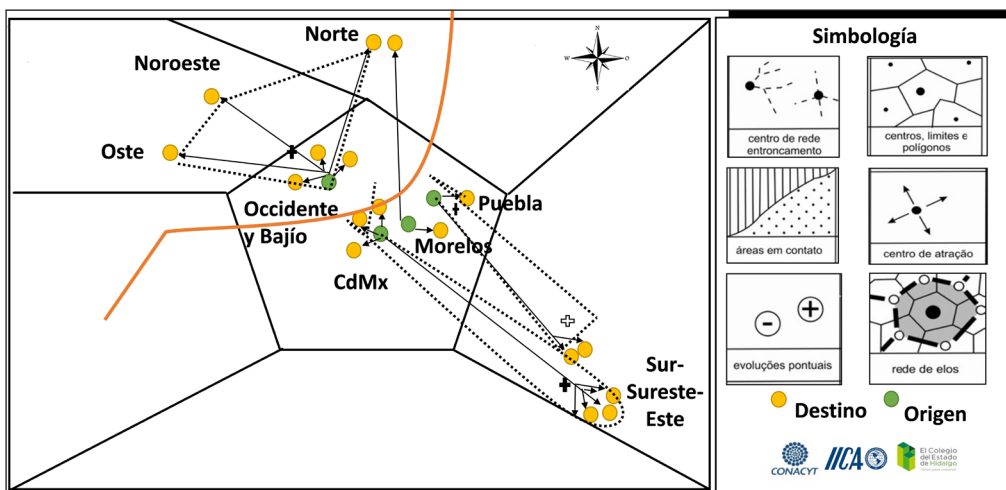 Norte
Noroeste
Oste
Occidente
y Bajío
CdMx
Morelos
Puebla
Sur-
Sureste-
Este
N
W
O
S
Simbología
centro de rede
entroncamento
centros, limites e
polígonos
áreas em contato
centro de atração
evoluções pontuais
rede de elos
Destino
Origen
CONACYT
IICA
El Colegio
del Estado
de Hidalgo